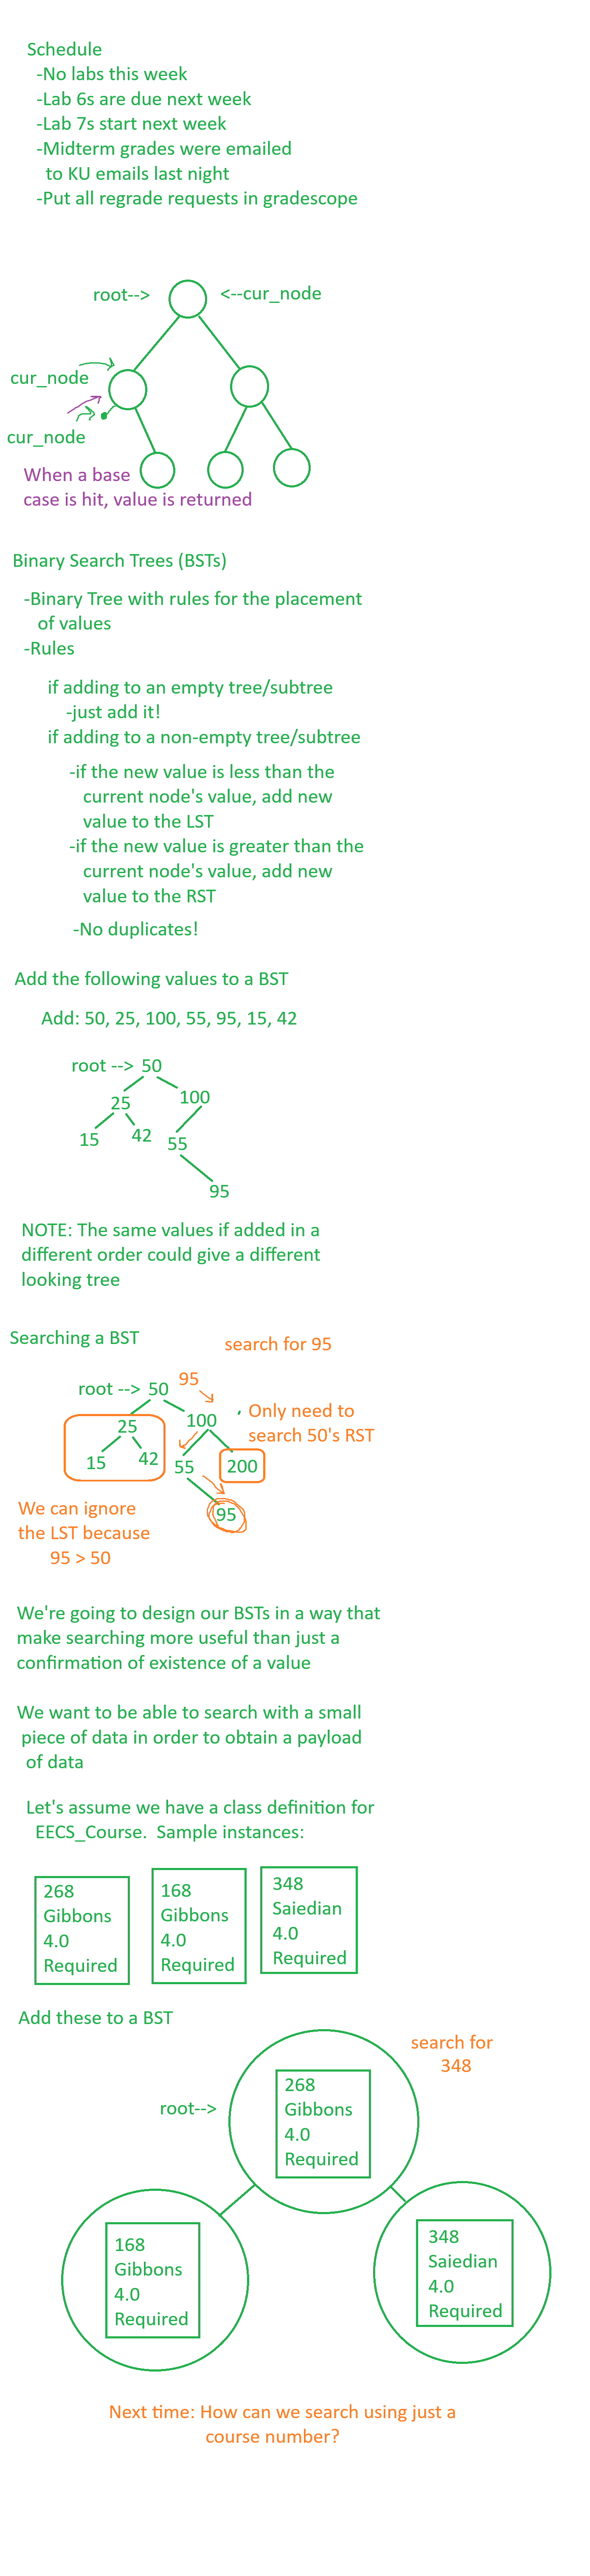 Schedule
-No labs this week
-Lab 6s are due next week
-Lab 7s start next week
-Midterm grades were emailed
to KU emails last night
-Put all regrade requests in gradescope
root-->
<--cur_node
cur_node
cur_node
When a base
case is hit, value is returned
Binary Search Trees (BSTs)
-Binary Tree with rules for the placement
of values
-Rules
if adding to an empty tree/subtree
-just add it!
if adding to a non-empty tree/subtree
-if the new value is less than the
current node's value, add new
value to the LST
-if the new value is greater than the
current node's value, add new
value to the RST
-No duplicates!
Add the following values to a BST
Add: 50, 25, 100, 55, 95, 15, 42
root --> 50
25
100
15
42
55
95
NOTE: The same values if added in a
different order could give a different
looking tree
Searching a BST
search for 95
95
root --> 50
25
100
Only need to
search 50's RST
15
42
55
200
95
We can ignore
the LST because
95 > 50
We're going to design our BSTs in a way that
make searching more useful than just a
confirmation of existence of a value
We want to be able to search with a small
piece of data in order to obtain a payload
of data
Let's assume we have a class definition for
EECS_Course. Sample instances:
268
Gibbons
4.0
Required
168
Gibbons
4.0
Required
348
Saiedian
4.0
Required
Add these to a BST
search for
348
root-->
268
Gibbons
4.0
Required
168
Gibbons
4.0
Required
348
Saiedian
4.0
Required
Next time: How can we search using just a
course number?